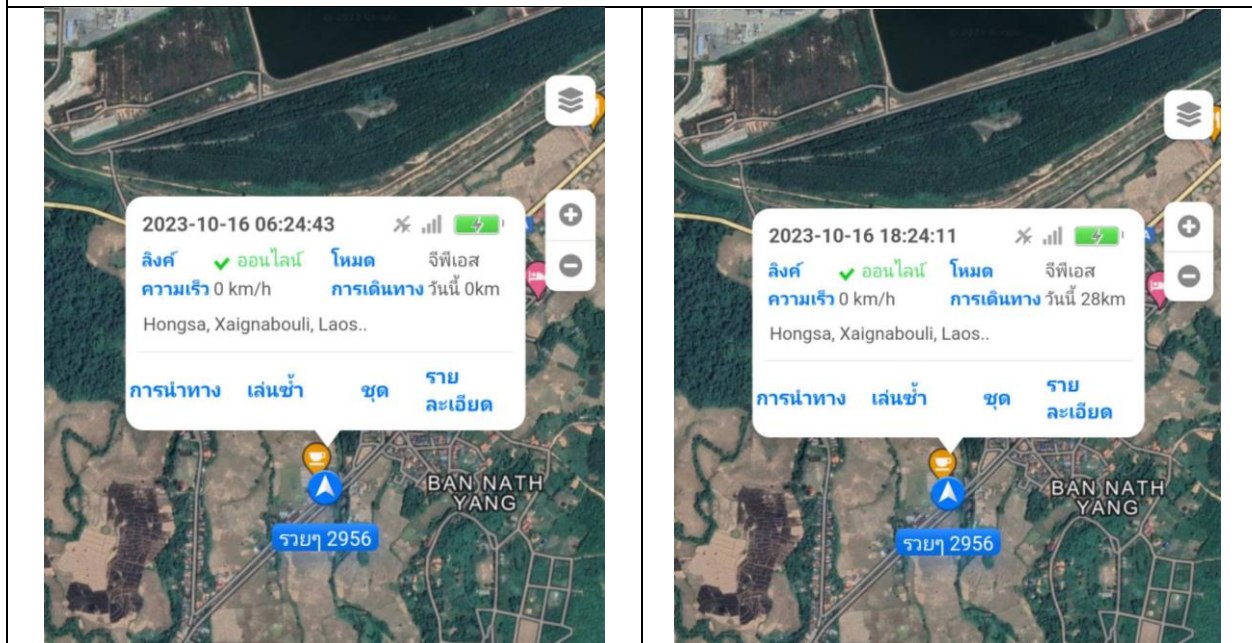 2023-10-16 06:24:43
ลิงค์ ออนไลน์ โหมด จีพีเอส
ความเร็ว 0 km/h การเดินทาง วันนี้ 0km
Hongsa, Xaignabouli, Laos..
การนำทาง เล่นซ้ำ ชุด ราย
ละเอียด
BAN NATH
YANG
รวยๆ 2956
2023-10-16 18:24:11
ลิงค์ ออนไลน์ โหมด จีพีเอส
ความเร็ว 0 km/h การเดินทาง วันนี้ 28km
Hongsa, Xaignabouli, Laos..
การนำทาง เล่นซ้ำ ชุด ราย
ละเอียด
BAN NATH
YANG
รวยๆ 2956